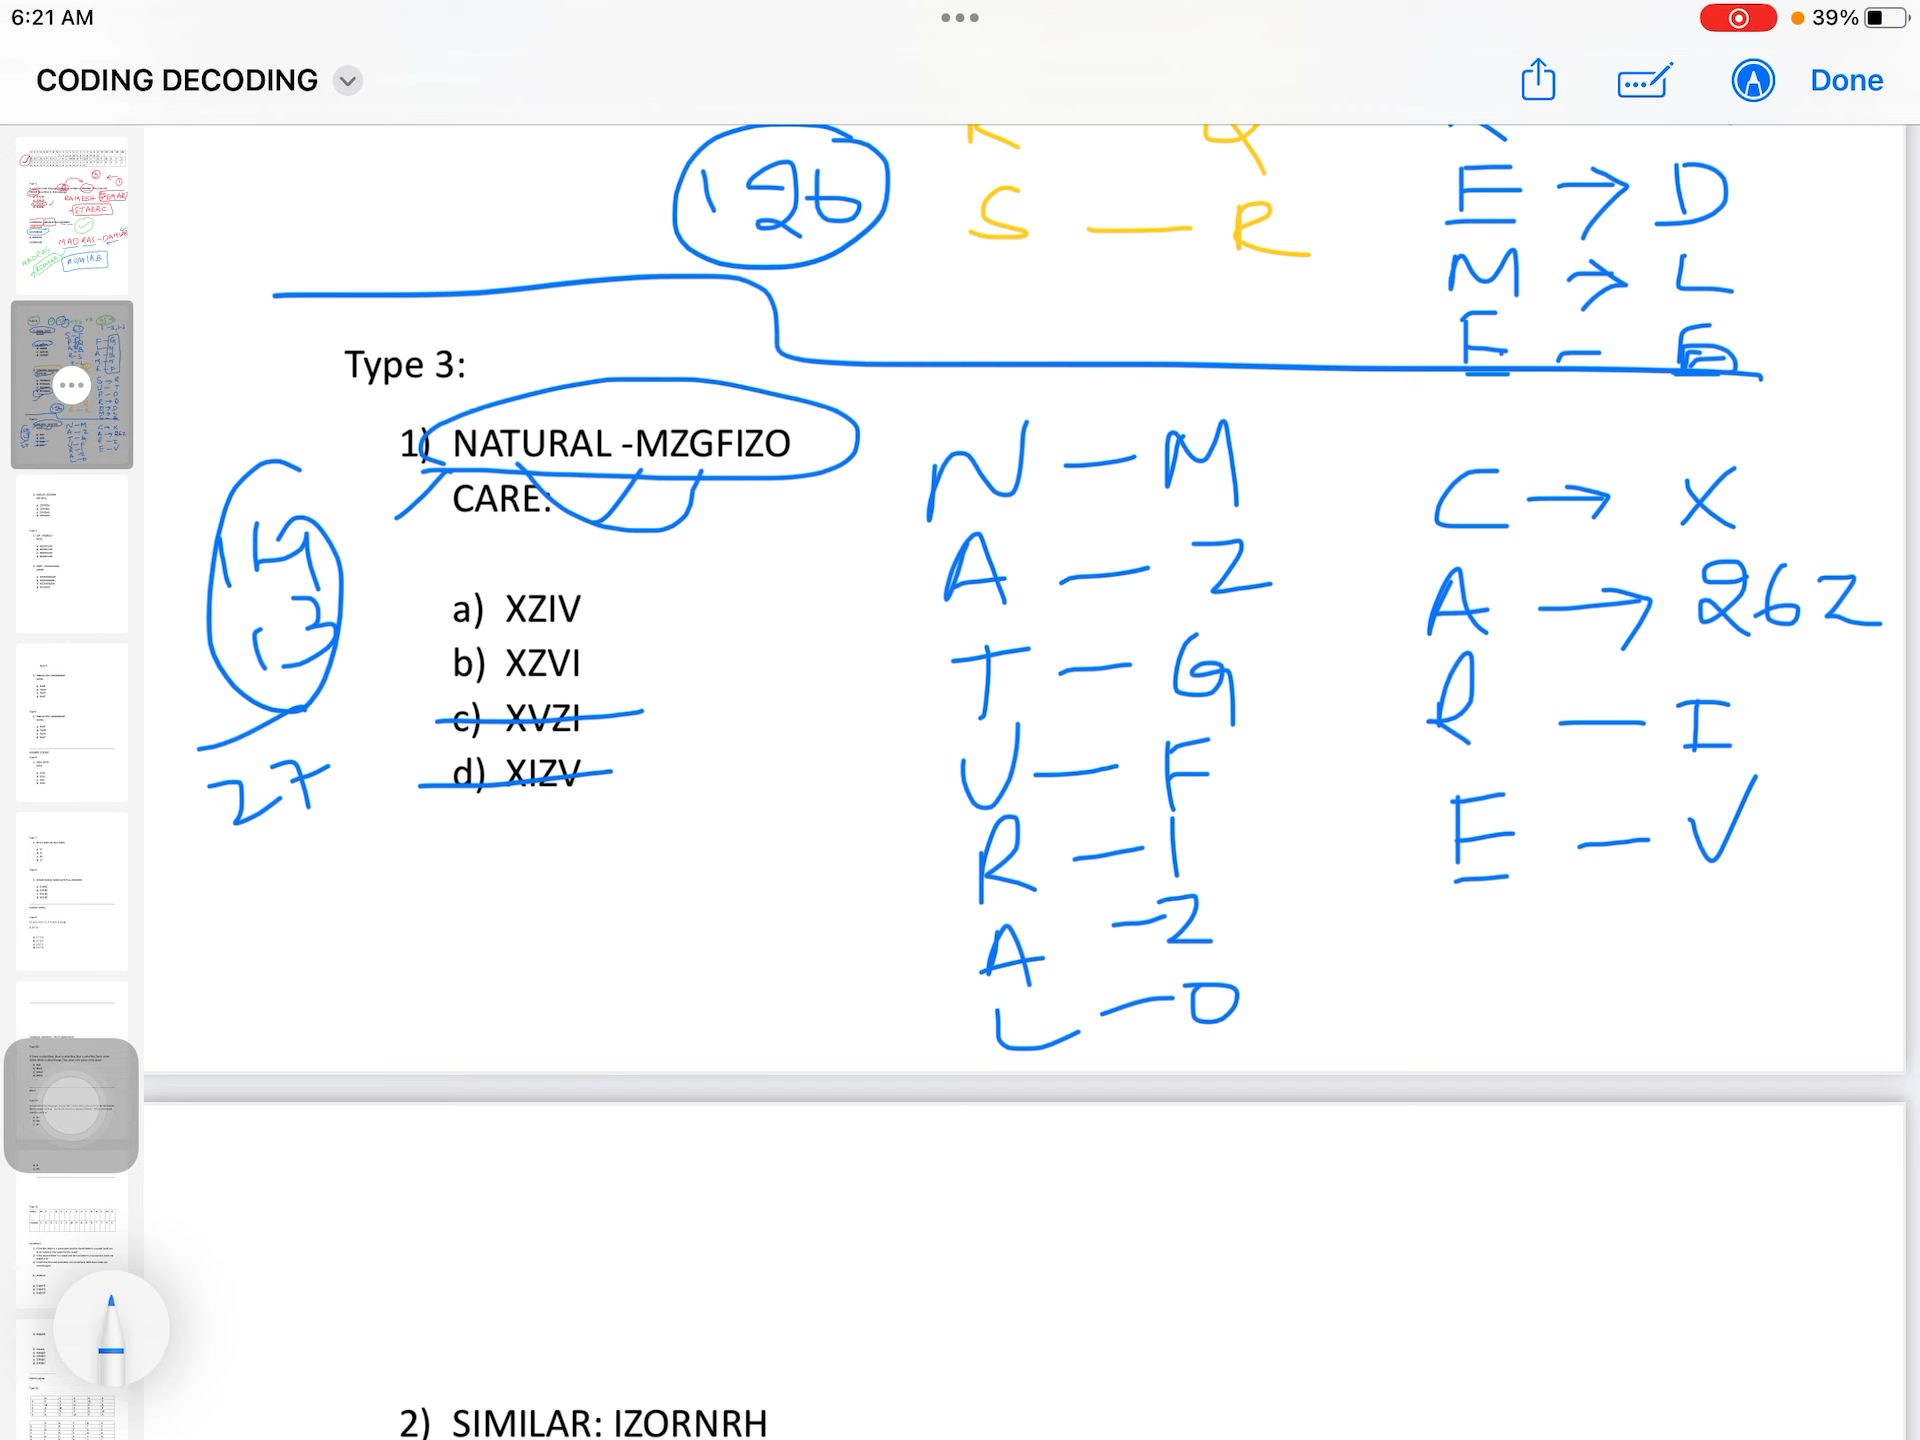 6:21 AM
39%
CODING DECODING
Done
126
S — R
E → D
M → L
E -
Type 3:
1) NATURAL -MZGFIZO
CARE:
a) XZIV
b) XZVI
c) XVZI
d) XIZV
14
13
27
N — M
A — Z
T — G
U — F
R — I
A - Z
L — O
C → X
A → 26 Z
R — I
E — V
2) SIMILAR: IZORNRH